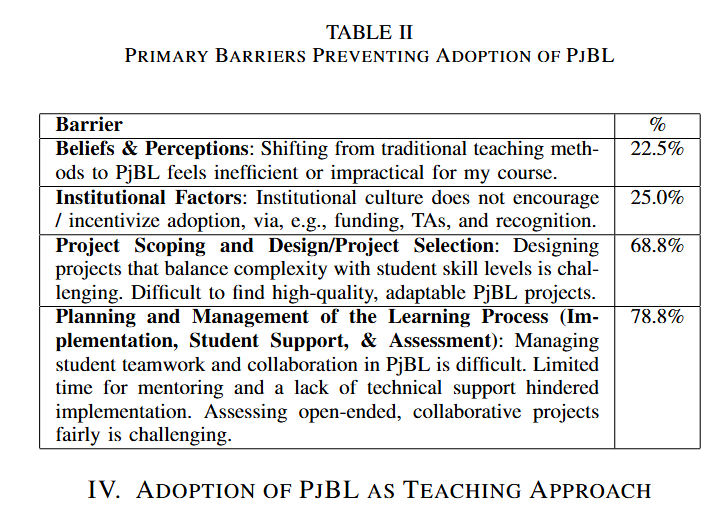 TABLE II
PRIMARY BARRIERS PREVENTING ADOPTION OF PJBL
Barrier %
Beliefs & Perceptions: Shifting from traditional teaching meth- 22.5%
ods to PjBL feels inefficient or impractical for my course.
Institutional Factors: Institutional culture does not encourage 25.0%
/ incentivize adoption, via, e.g., funding, TAs, and recognition.
Project Scoping and Design/Project Selection: Designing 68.8%
projects that balance complexity with student skill levels is chal-
lenging. Difficult to find high-quality, adaptable PjBL projects.
Planning and Management of the Learning Process (Im- 78.8%
plementation, Student Support, & Assessment): Managing
student teamwork and collaboration in PjBL is difficult. Limited
time for mentoring and a lack of technical support hindered
implementation. Assessing open-ended, collaborative projects
fairly is challenging.
IV. ADOPTION OF PJBL AS TEACHING APPROACH